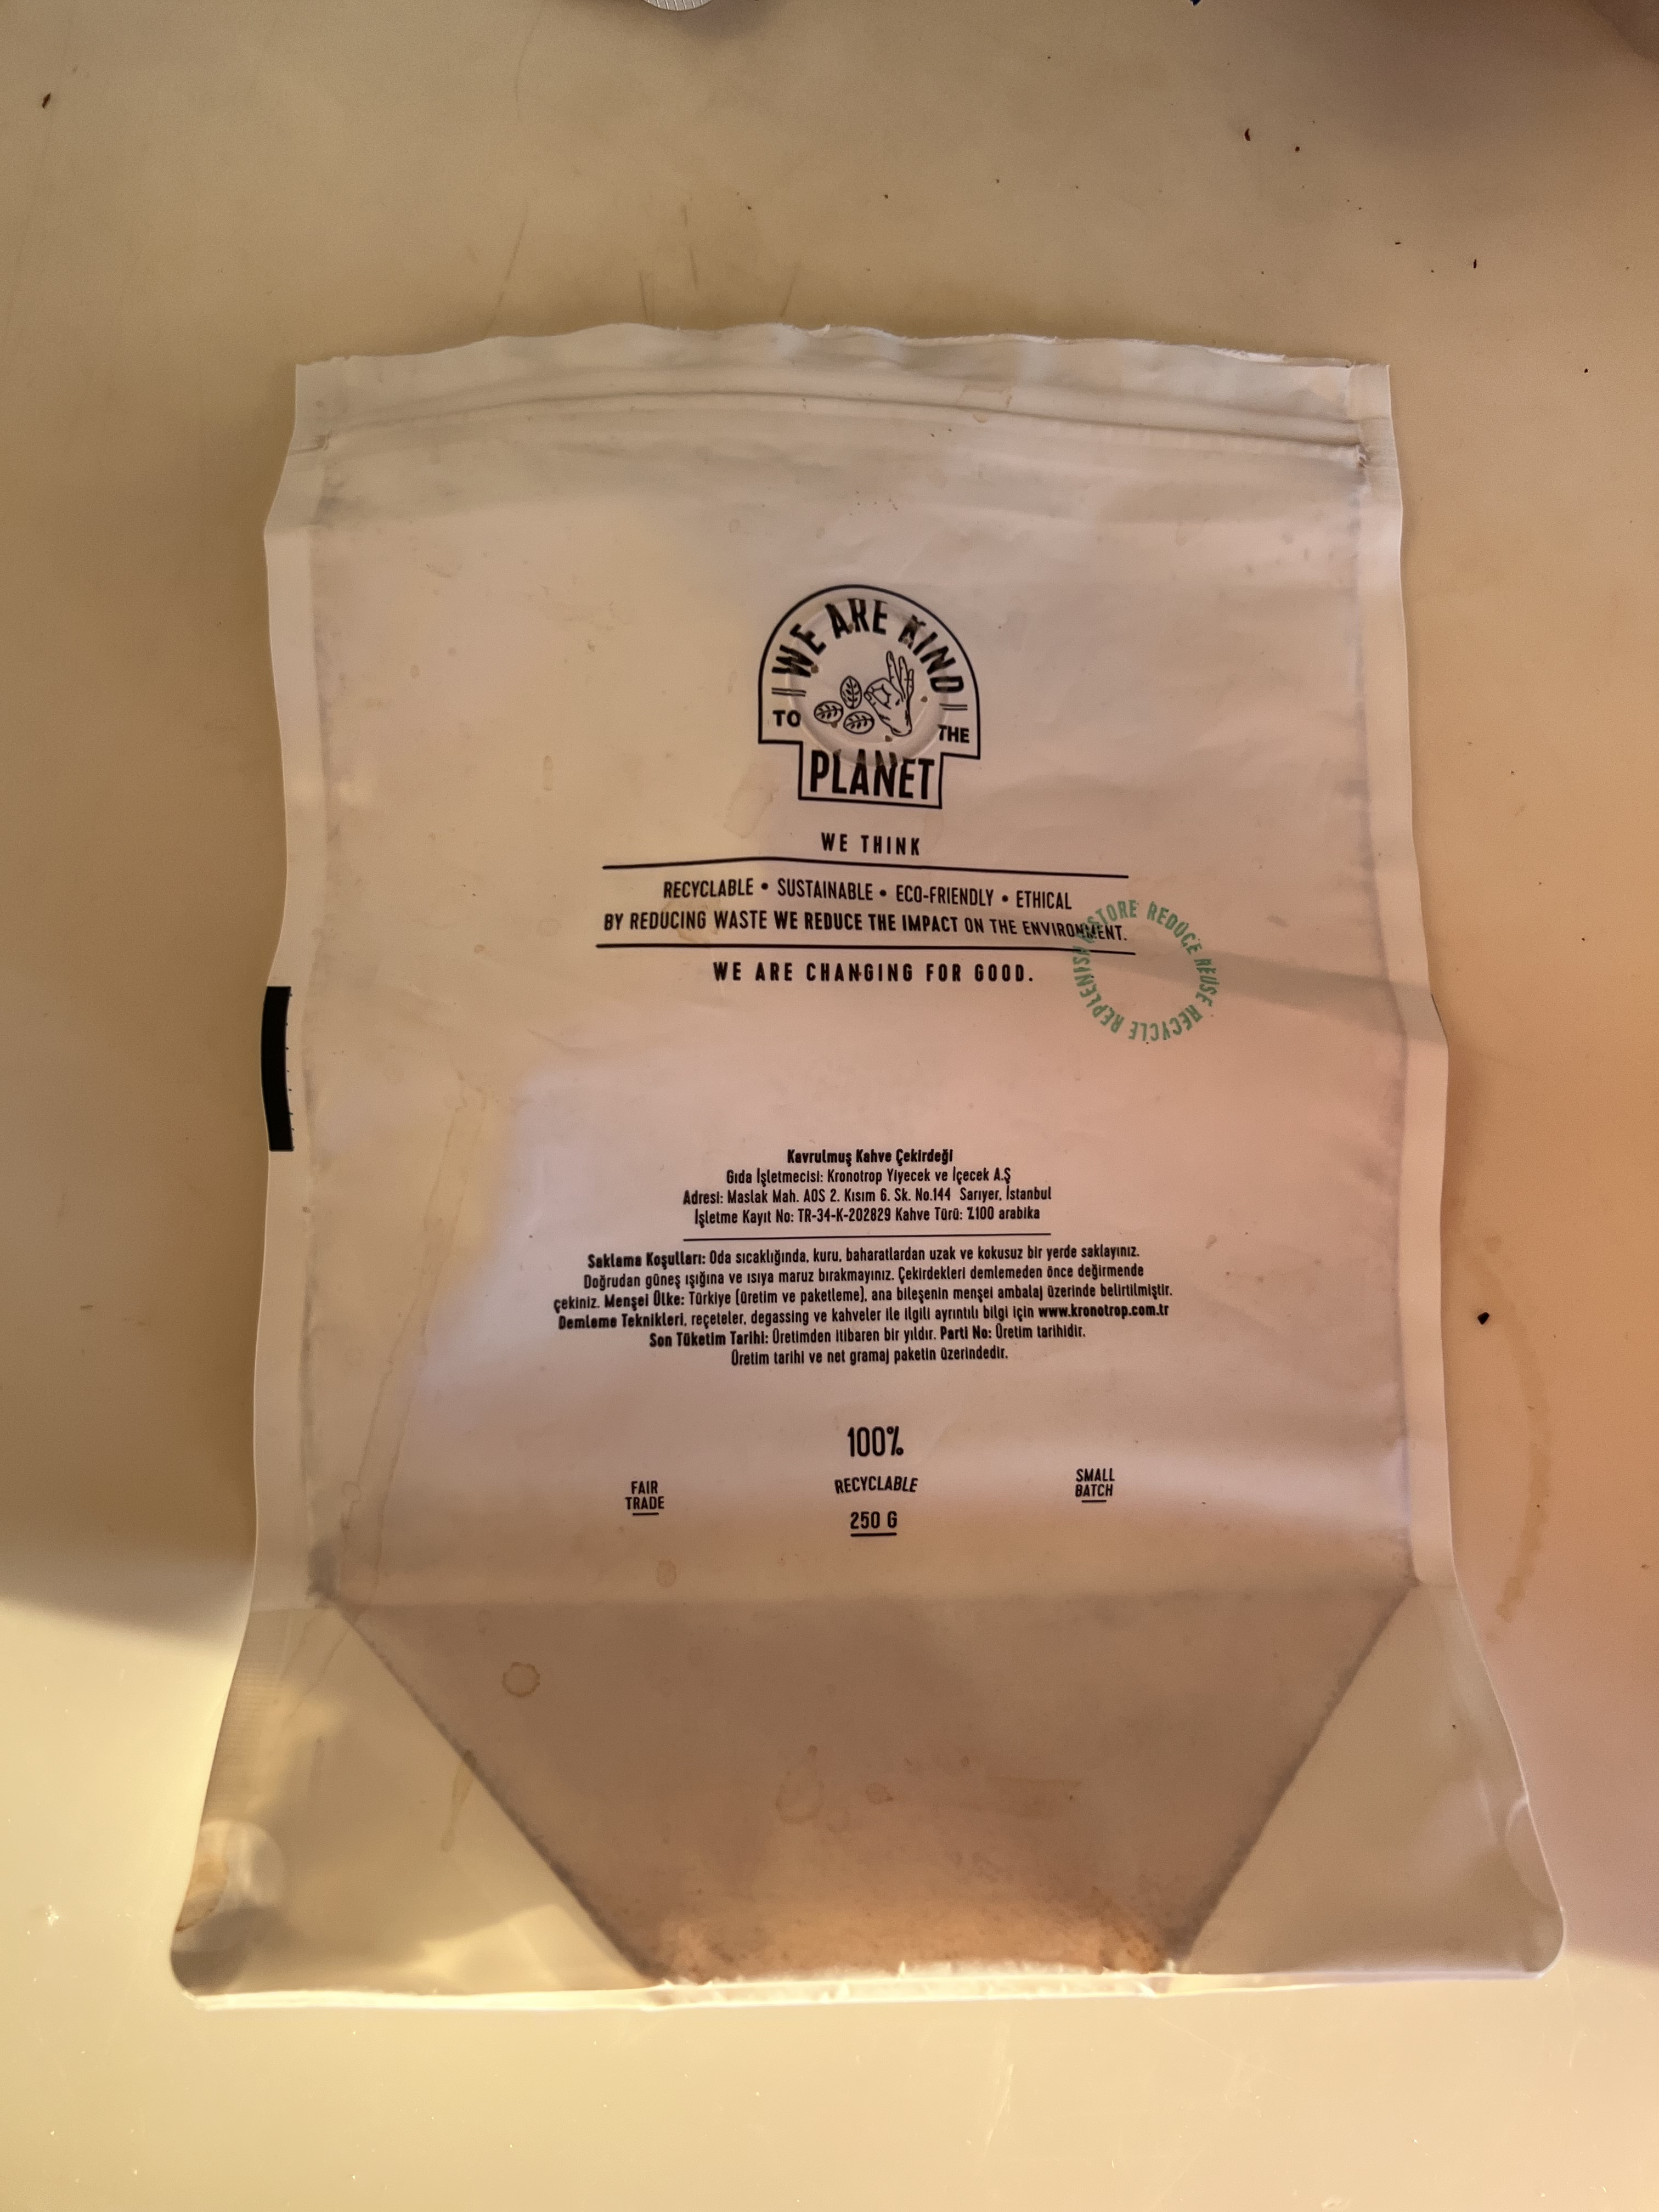 WE ARE KIND
TO THE
PLANET
WE THINK
RECYCLABLE • SUSTAINABLE • ECO-FRIENDLY • ETHICAL
BY REDUCING WASTE WE REDUCE THE IMPACT ON THE ENVIRONMENT.
WE ARE CHANGING FOR GOOD.
RESTORE REDUCE REUSE RECYCLE REPLENISH
Kavrulmuş Kahve Çekirdeği
Gıda İşletmecisi: Kronotrop Yiyecek ve İçecek A.Ş
Adresi: Maslak Mah. AOS 2. Kısım 6. Sk. No.144 Sarıyer, İstanbul
İşletme Kayıt No: TR-34-K-202829 Kahve Türü: %100 arabika
Saklama Koşulları: Oda sıcaklığında, kuru, baharatlardan uzak ve kokusuz bir yerde saklayınız.
Doğrudan güneş ışığına ve ısıya maruz bırakmayınız. Çekirdekleri demlemeden önce değirmende
çekiniz. Menşei Ülke: Türkiye (üretim ve paketleme), ana bileşenin menşei ambalaj üzerinde belirtilmiştir.
Demleme Teknikleri, reçeteler, degassing ve kahveler ile ilgili ayrıntılı bilgi için www.kronotrop.com.tr
Son Tüketim Tarihi: Üretimden itibaren bir yıldır. Parti No: Üretim tarihidir.
Üretim tarihi ve net gramaj paketin üzerindedir.
100%
RECYCLABLE
250 G
FAIR
TRADE
SMALL
BATCH